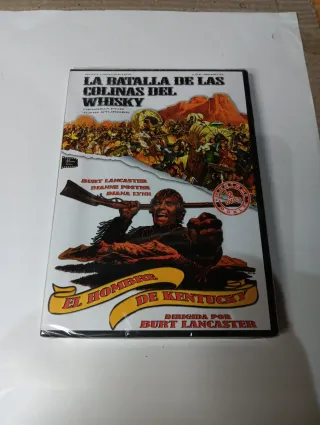 LA BATALLA DE LAS
COLINAS DEL
WHISKY
BURT LANCASTER
DIANNE FOSTER
DIANA LYNN
EL HOMBRE
DE KENTUCKY
DIRIGIDA POR
BURT LANCASTER